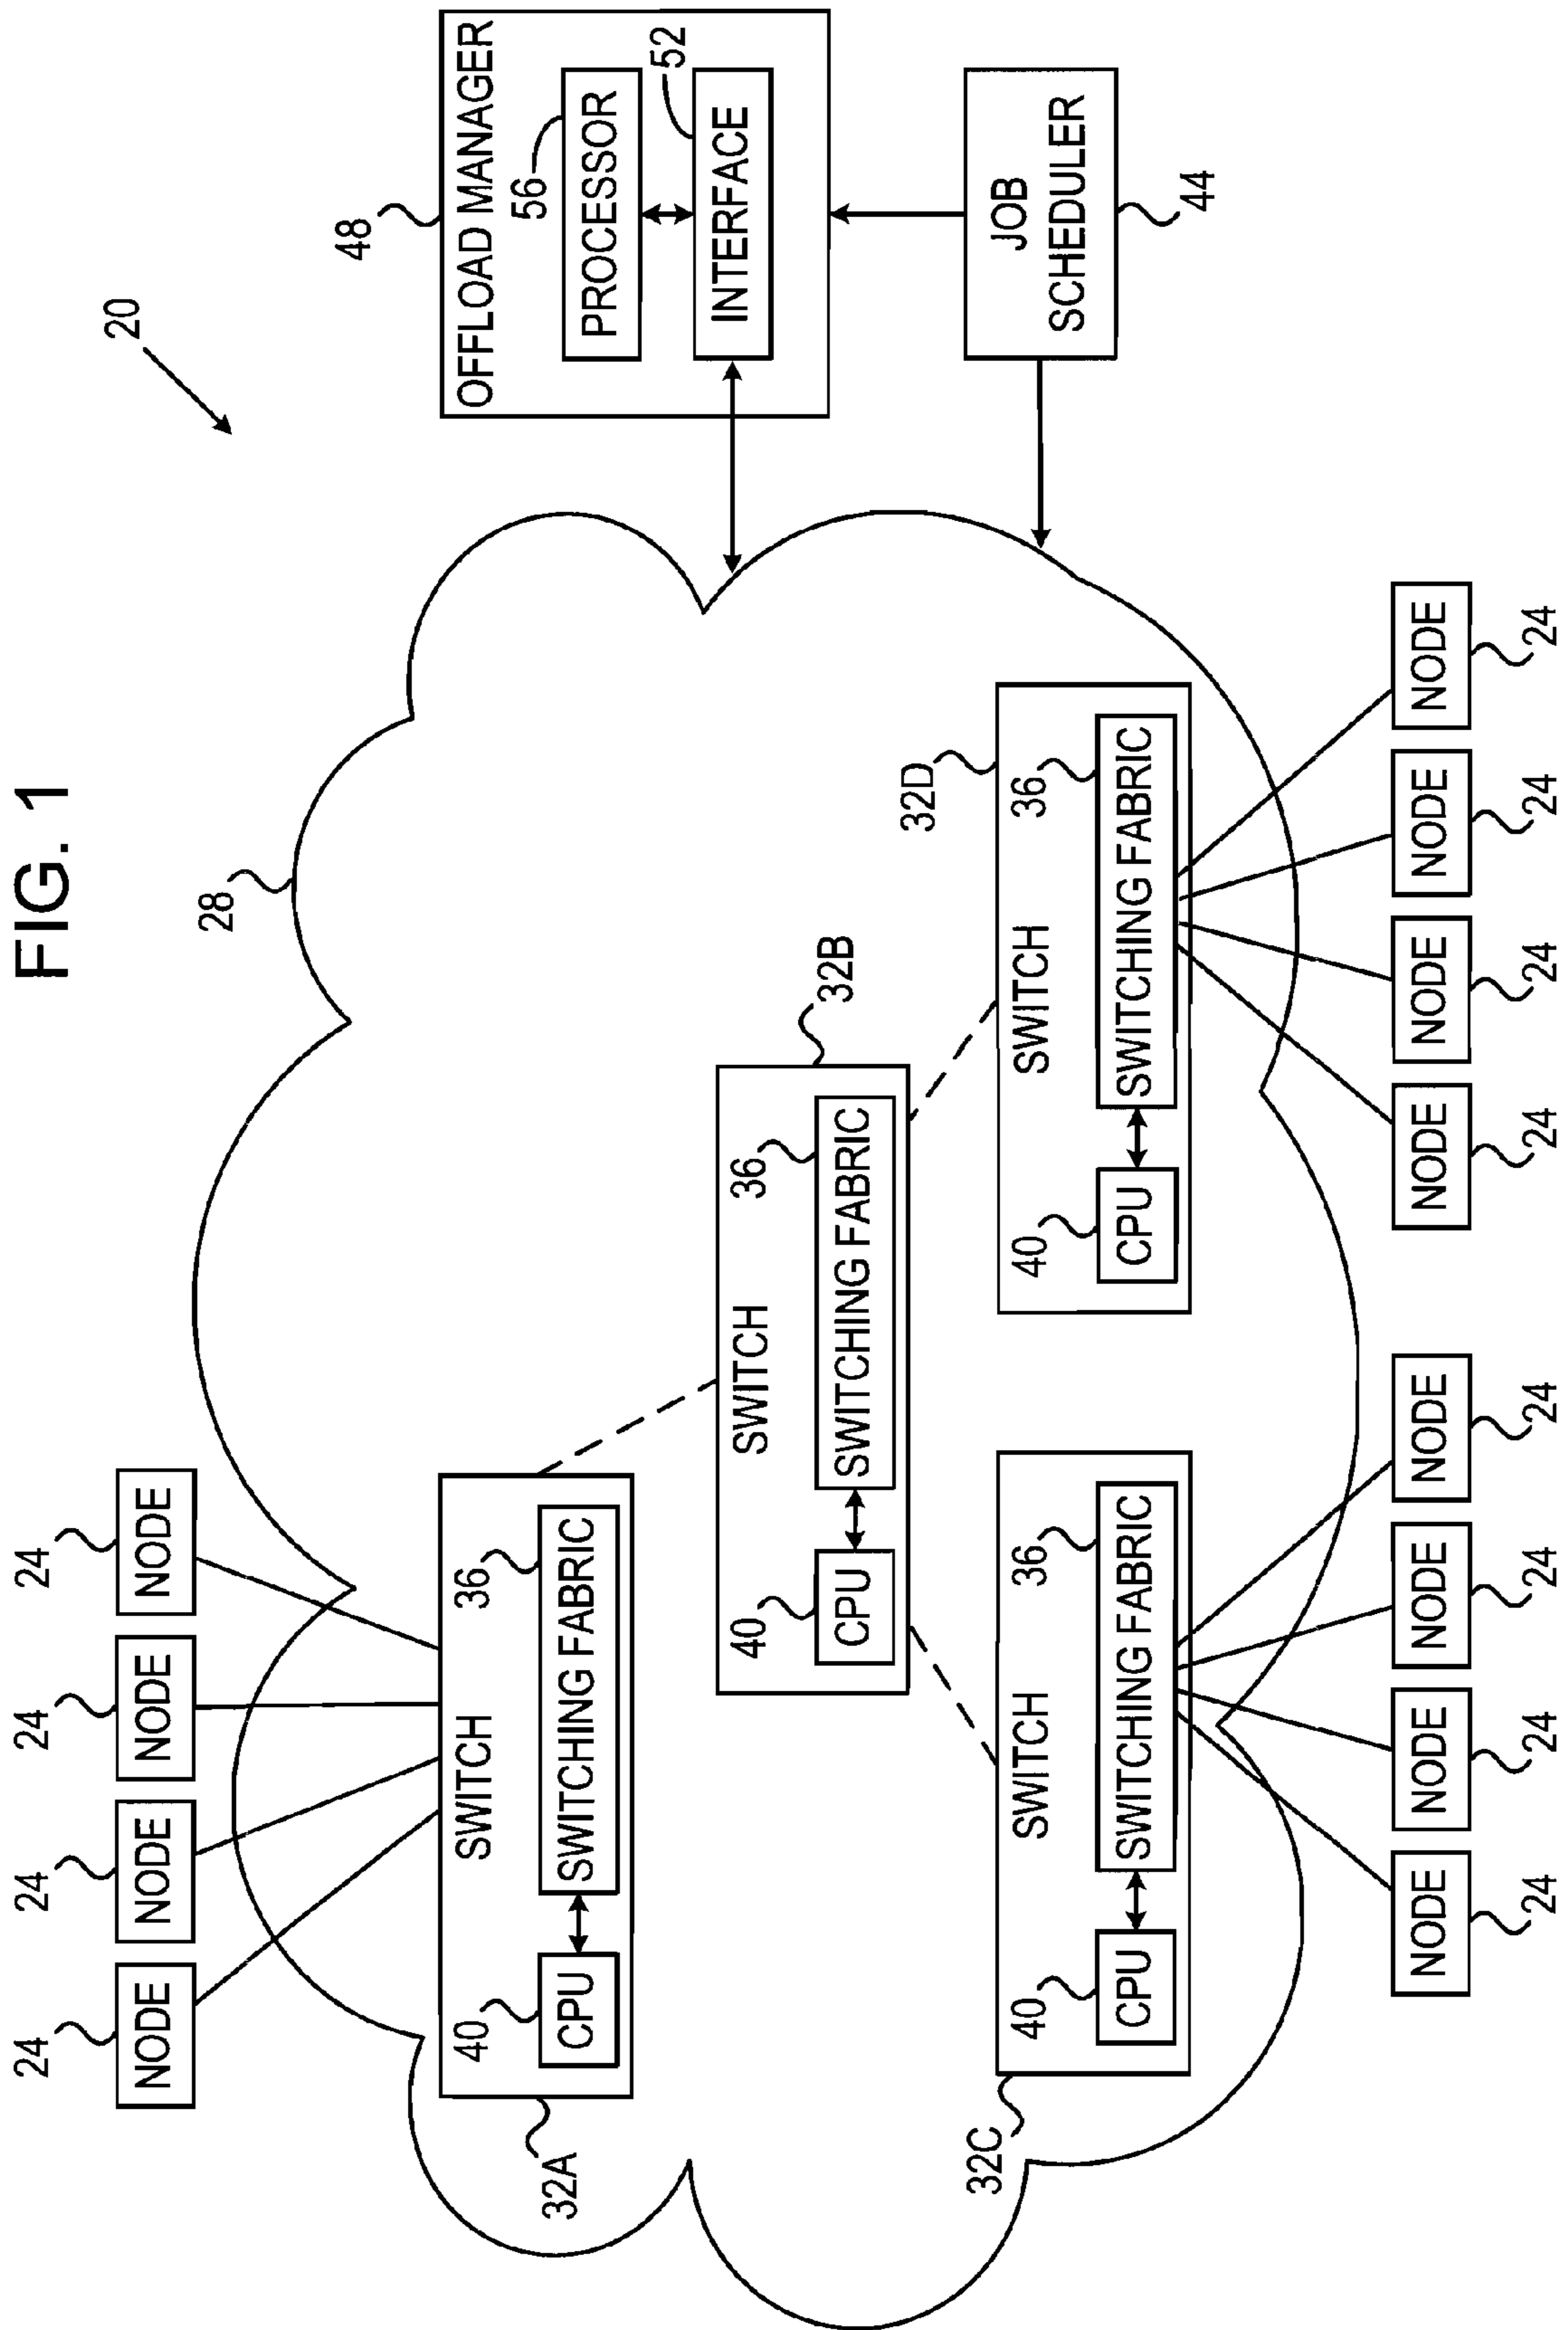 FIG. 1
24
24
24
24
20
NODE
NODE
NODE
NODE
28
48
OFFLOAD MANAGER
40
SWITCH
36
56
PROCESSOR
32A
CPU
SWITCHING FABRIC
52
INTERFACE
40
SWITCH
36
32B
CPU
SWITCHING FABRIC
32D
32C
JOB
SCHEDULER
44
40
SWITCH
36
CPU
SWITCHING FABRIC
40
SWITCH
36
CPU
SWITCHING FABRIC
NODE
NODE
NODE
NODE
NODE
NODE
NODE
NODE
24
24
24
24
24
24
24
24